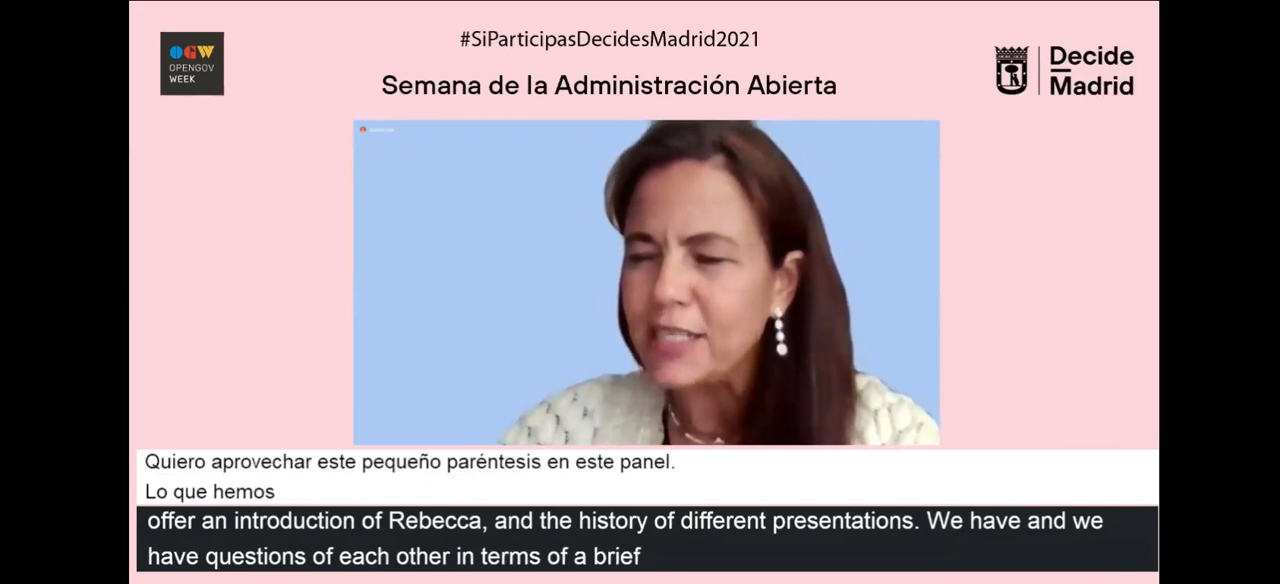 #SiParticipasDecidesMadrid2021
OGW
OPENGOV
WEEK
Semana de la Administración Abierta
Decide
Madrid
Quiero aprovechar este pequeño paréntesis en este panel.
Lo que hemos
offer an introduction of Rebecca, and the history of different presentations. We have and we
have questions of each other in terms of a brief